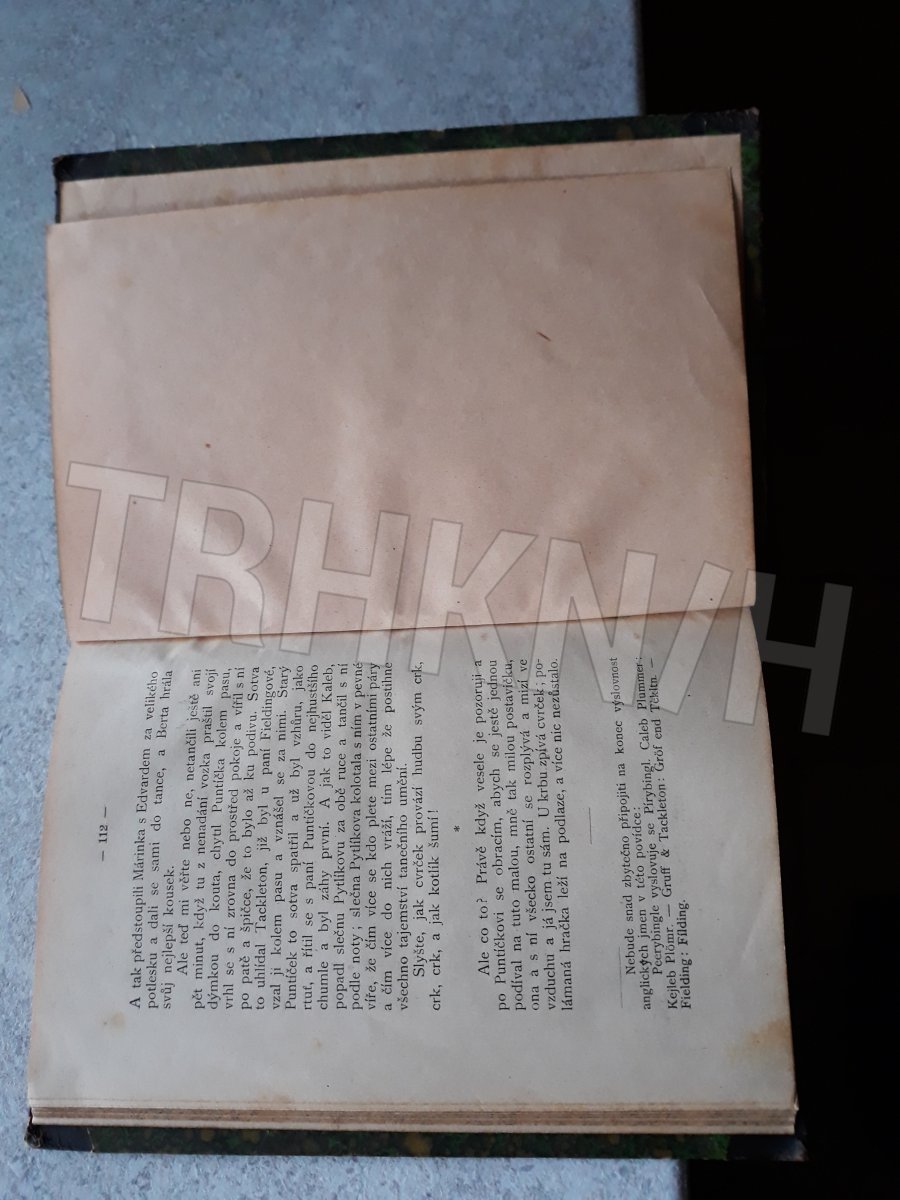 — 112 —
A tak předstoupili Márinka s Edvardem za velikého
potlesku a dali se sami do tance, a Berta hrála
svůj nejlepší kousek.
Ale teď mi věřte nebo ne, netančili ještě ani
pět minut, když tu z nenadání vozka praštil svojí
dýmkou do kouta, chytil Puntíčka kolem pasu,
vrhl se s ní zrovna do prostřed pokoje a vířil s ní
po patě a špičce, že to bylo až ku podivu. Sotva
to uhlídal Tackleton, již byl u paní Fieldingové,
vzal ji kolem pasu a vznášel se za nimi. Starý
Puntíček to sotva spatřil a už byl vzhůru, jako
rtuť, a řítil se s paní Puntíčkovou do nejhustšího
chumle a byl záhy první. A jak to viděl Kaleb,
popadl slečnu Pytlíkovu za obě ruce a tančil s ní
podle noty; slečna Pytlíkova kolotala s ním v pevné
víře, že čím více se kdo plete mezi ostatními páry
a čím více do nich vráží, tím lépe že postihne
všechno tajemství tanečního umění.
Slyšte, jak cvrček provází hudbu svým crk,
crk, crk, a jak kotlík šumí!
*
Ale co to? Právě když vesele je pozoruji a
po Puntíčkovi se obracím, abych se ještě jednou
podíval na tuto malou, mně tak milou postavičku,
ona a s ní všecko ostatní se rozplývá a mizí ve
vzduchu a já jsem tu sám. U krbu zpívá cvrček; po-
lámaná hračka leží na podlaze, a více nic nezůstalo.
Nebude snad zbytečno připojiti na konec výslovnost
anglických jmen v této povídce:
Peerybingle vyslovuje se Pírybingl. Caleb Plummer:
Kejleb Plömr. — Gruff & Tackleton: Gröf end Tekltn. —
Fielding: Fílding.
TRHKNVH